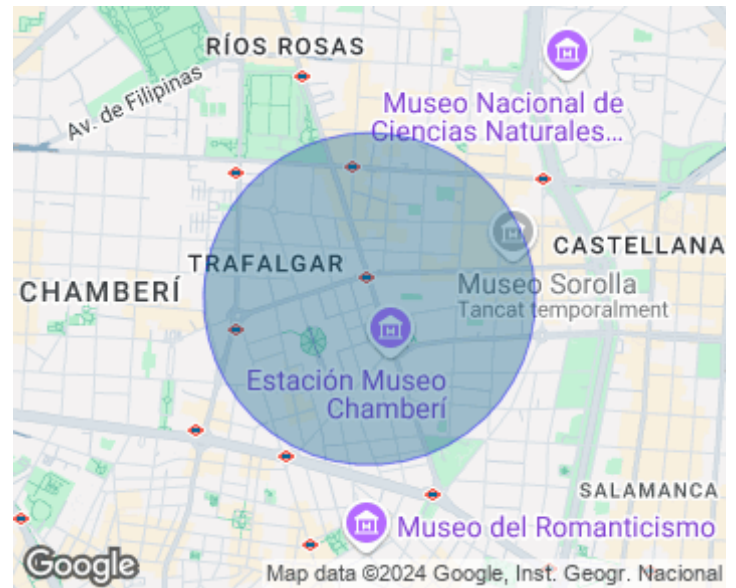 RÍOS ROSAS
Av. de Filipinas
Museo Nacional de
Ciencias Naturales...
TRAFALGAR
CASTELLANA
CHAMBERÍ
Museo Sorolla
Tancat temporalment
Estación Museo
Chamberí
SALAMANCA
Museo del Romanticismo
Google
Map data ©2024 Google, Inst. Geogr. Nacional